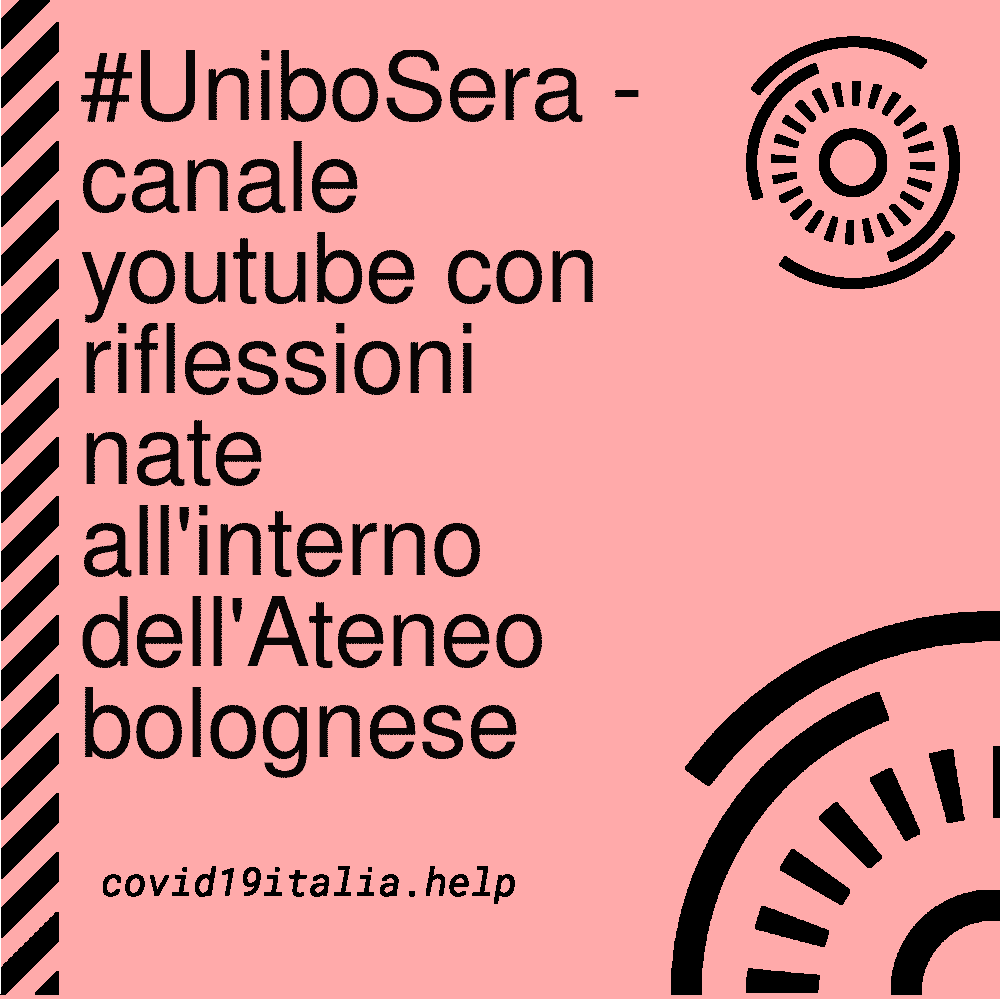 #UniboSera -
canale
youtube con
riflessioni
nate
all'interno
dell'Ateneo
bolognese
covid19italia.help